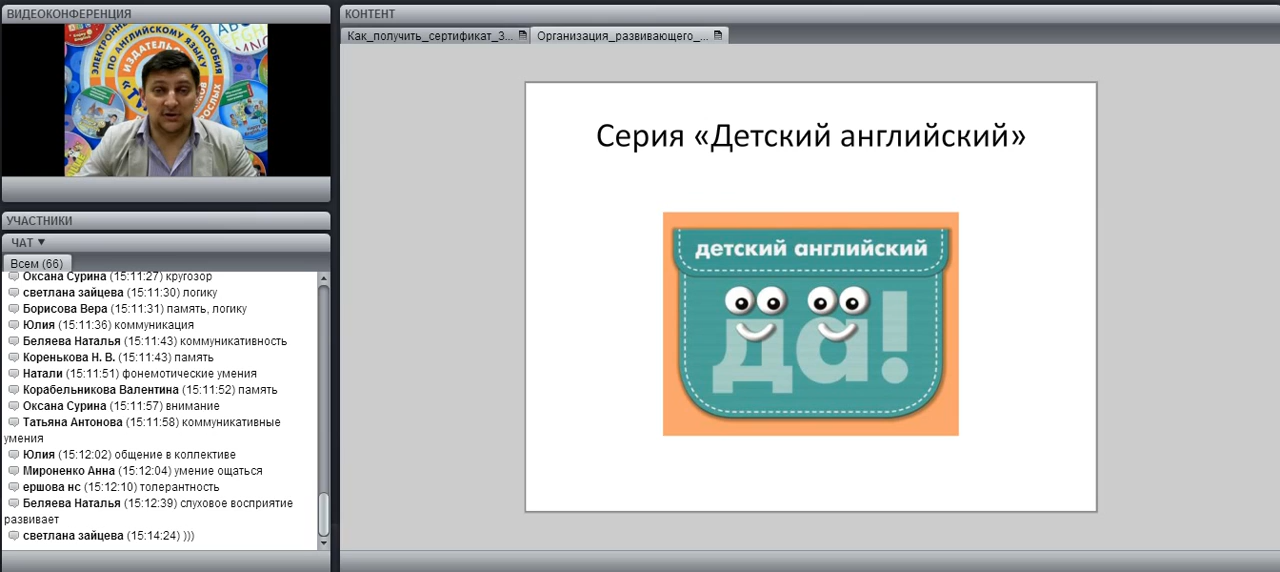 ВИДЕОКОНФЕРЕНЦИЯ
ЭЛЕКТРОННЫЕ
ПОСОБИЯ
ПО АНГЛИЙСКОМУ ЯЗЫКУ
УЧАСТНИКИ
ЧАТ
Всем (66)
Оксана Сурина (15:11:27) кругозор
светлана зайцева (15:11:30) логику
Борисова Вера (15:11:31) память, логику
Юлия (15:11:36) коммуникация
Беляева Наталья (15:11:43) коммуникативность
Коренькова Н. В. (15:11:43) память
Натали (15:11:51) фонемотические умения
Корабельникова Валентина (15:11:52) память
Оксана Сурина (15:11:57) внимание
Татьяна Антонова (15:11:58) коммуникативные
умения
Юлия (15:12:02) общение в коллективе
Мироненко Анна (15:12:04) умение ощаться
ершова нс (15:12:10) толерантность
Беляева Наталья (15:12:39) слуховое восприятие
развивает
светлана зайцева (15:14:24) )))
КОНТЕНТ
Как_получить_сертификат_3...
Организация_развивающего_...
Серия «Детский английский»
детский английский
да!